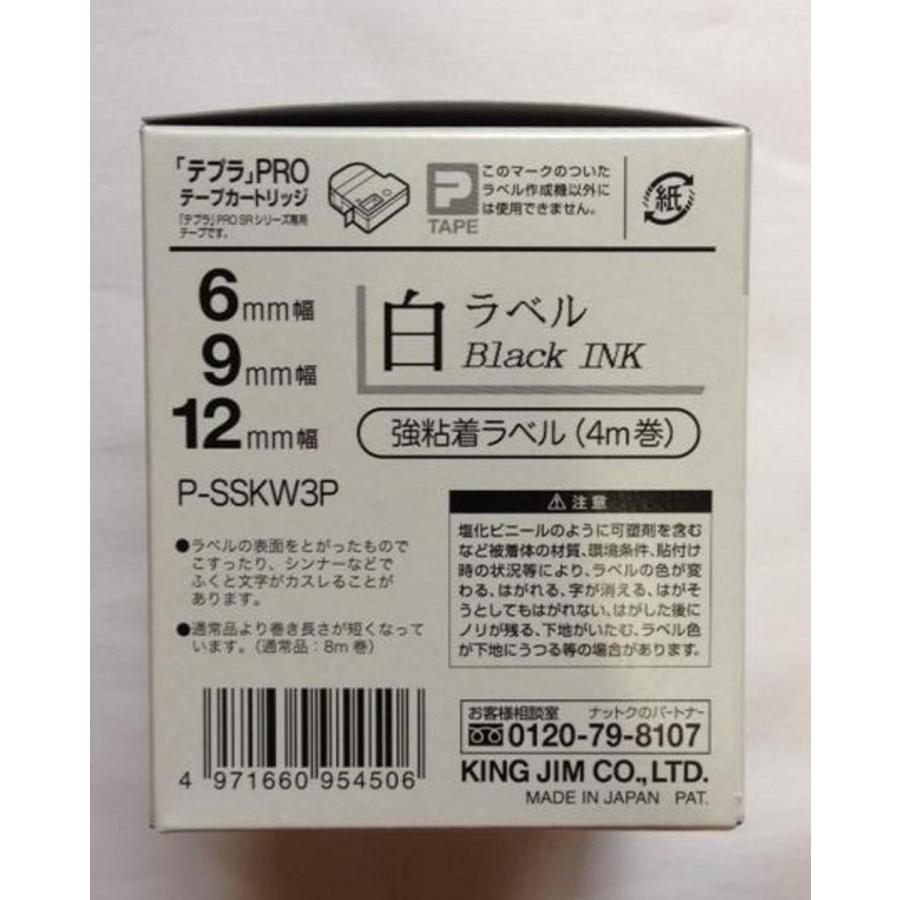 「テプラ」PRO
テープカートリッジ
「テプラ」PRO SRシリーズ専用
テープです。
P
TAPE
このマークのついた
ラベル作成機以外に
は使用できません。
紙
6mm幅
9mm幅
12mm幅
白 ラベル
Black INK
強粘着ラベル(4m巻)
P-SSKW3P
●ラベルの表面をとがったもので
こすったり、シンナーなどで
ふくと文字がカスレることが
あります。
●通常品より巻き長さが短くなって
います。(通常品:8m巻)
⚠注意
塩化ビニールのように可塑剤を含む
など被着体の材質、環境条件、貼付け
時の状況等により、ラベルの色が変
わる、はがれる、字が消える、はがそ
うとしてもはがれない、はがした後に
ノリが残る、下地がいたむ、ラベル色
が下地にうつる等の場合があります。
4 971660 954506
お客様相談室 ナットクのパートナー
0120-79-8107
KING JIM CO.,LTD.
MADE IN JAPAN PAT.